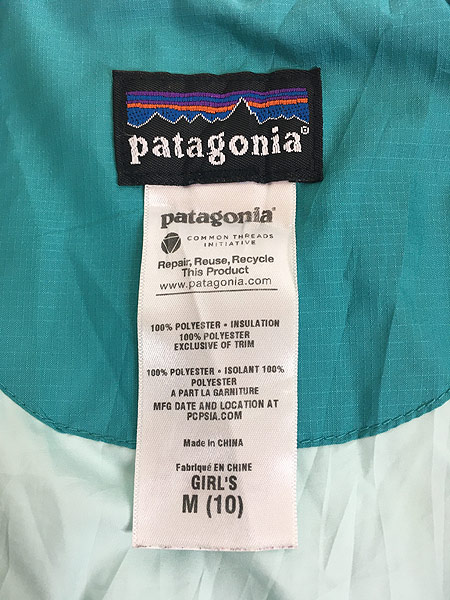 patagonia
patagonia
COMMON THREADS
INITIATIVE
Repair, Reuse, Recycle
This Product
www.patagonia.com
100% POLYESTER • INSULATION
100% POLYESTER
EXCLUSIVE OF TRIM
100% POLYESTER • ISOLANT 100%
POLYESTER
A PART LA GARNITURE
MFG DATE AND LOCATION AT
PCPSIA.COM
Made in CHINA
Fabriqué EN CHINE
GIRL'S
M (10)